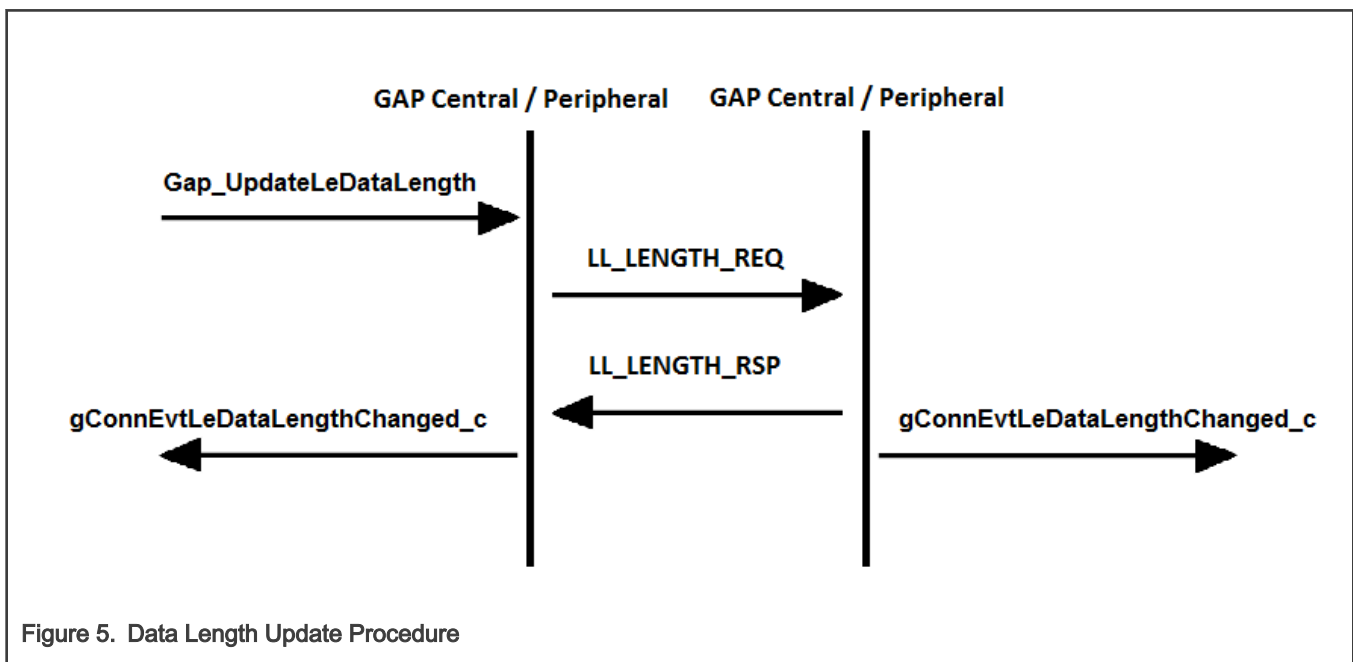 GAP Central / Peripheral GAP Central / Peripheral
Gap_UpdateLeDataLength
LL_LENGTH_REQ
LL_LENGTH_RSP
gConnEvtLeDataLengthChanged_c gConnEvtLeDataLengthChanged_c
Figure 5. Data Length Update Procedure